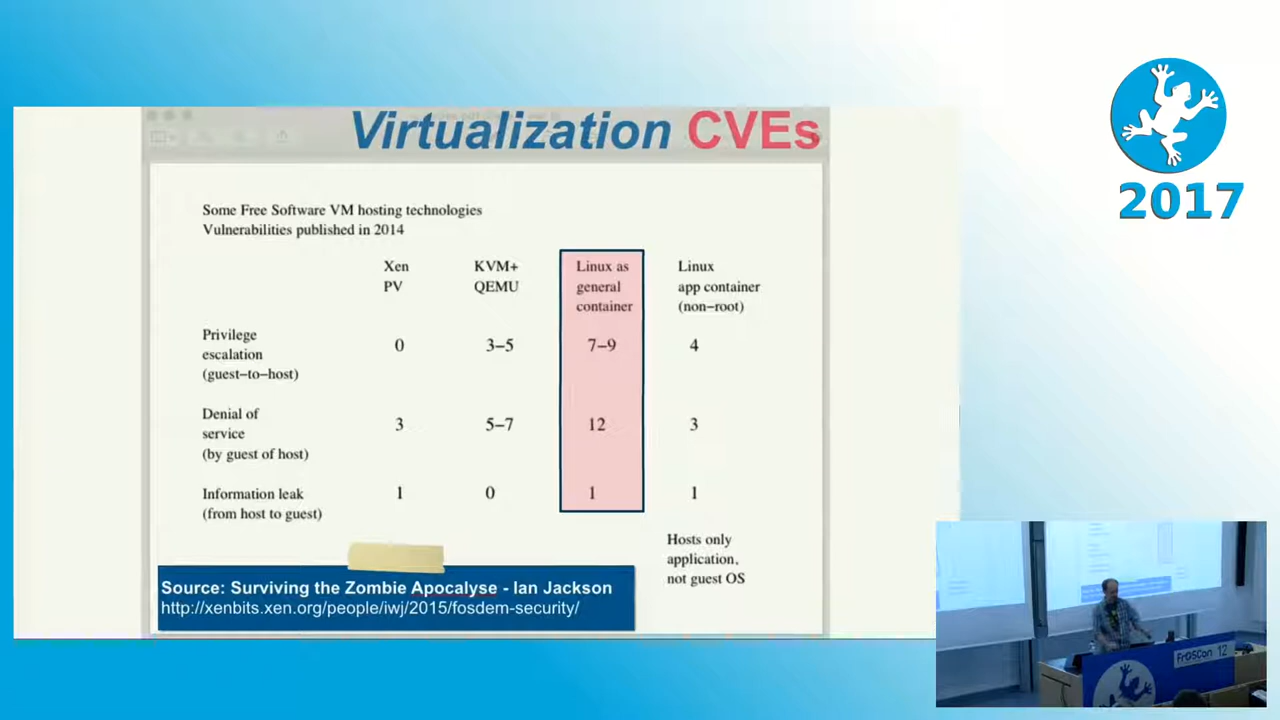 Virtualization CVEs
2017
Some Free Software VM hosting technologies
Vulnerabilities published in 2014
Xen PV
KVM+ QEMU
Linux as general container
Linux app container (non-root)
Privilege escalation (guest-to-host)
0
3–5
7–9
4
Denial of service (by guest of host)
3
5–7
12
3
Information leak (from host to guest)
1
0
1
1
Hosts only
application,
not guest OS
Source: Surviving the Zombie Apocalyse - Ian Jackson
http://xenbits.xen.org/people/iwj/2015/fosdem-security/
FrOSCon 12